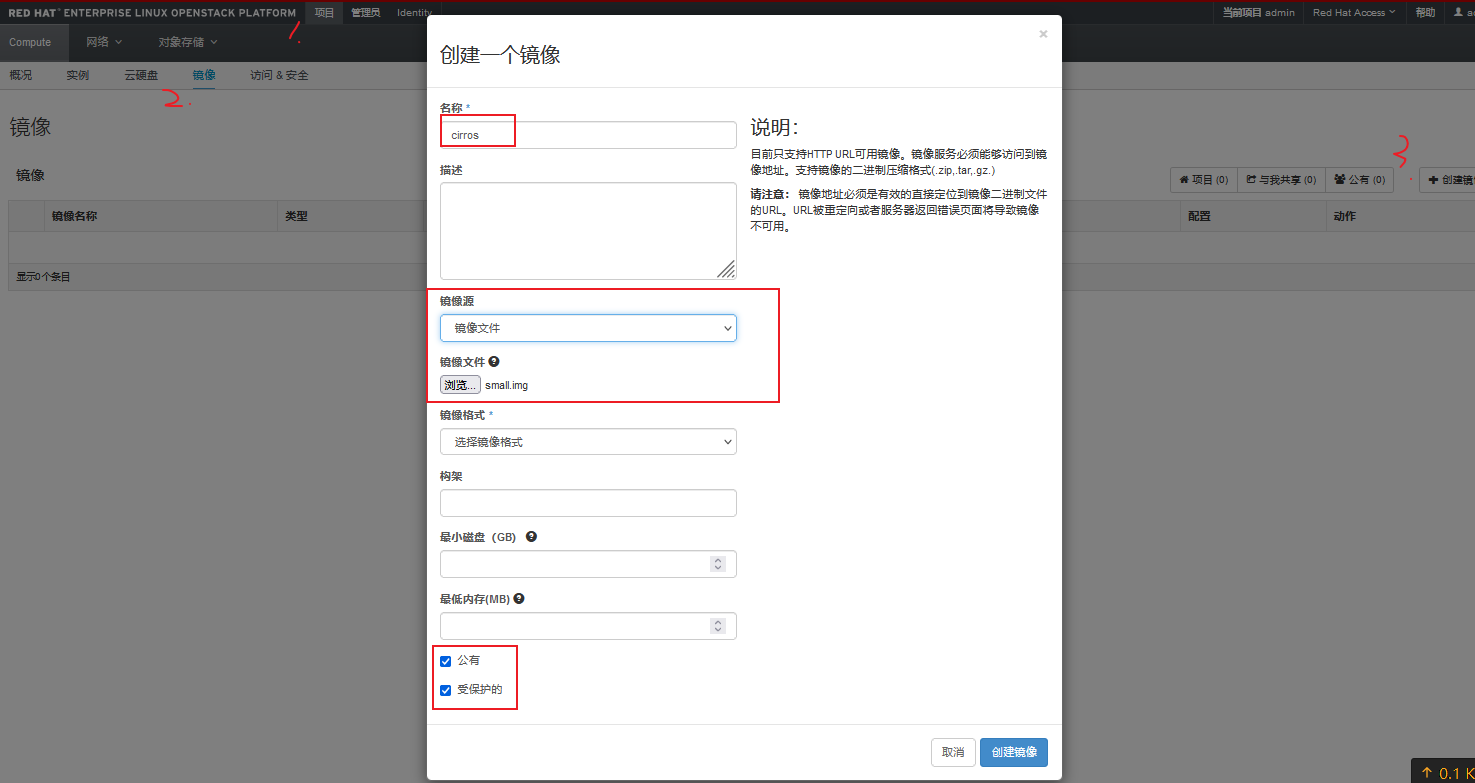 RED HAT® ENTERPRISE LINUX OPENSTACK PLATFORM 项目 管理员 Identity 当前项目 admin Red Hat Access 帮助
Compute 网络 对象存储
1.
概况 实例 云硬盘 镜像 访问 & 安全
2.
镜像
镜像
3.
项目 (0) 与我共享 (0) 公有 (0) 创建镜
镜像名称 类型 配置 动作
显示0个条目
创建一个镜像
×
名称 *
cirros
描述
镜像源
镜像文件
镜像文件
浏览... small.img
镜像格式 *
选择镜像格式
构架
最小磁盘（GB）
最低内存(MB)
公有
受保护的
说明：
目前只支持HTTP URL可用镜像。镜像服务必须能够访问到镜
像地址。支持镜像的二进制压缩格式(.zip,.tar,.gz.)
请注意： 镜像地址必须是有效的直接定位到镜像二进制文件
的URL。URL被重定向或者服务器返回错误页面将导致镜像
不可用。
取消 创建镜像
↑ 0.1 K